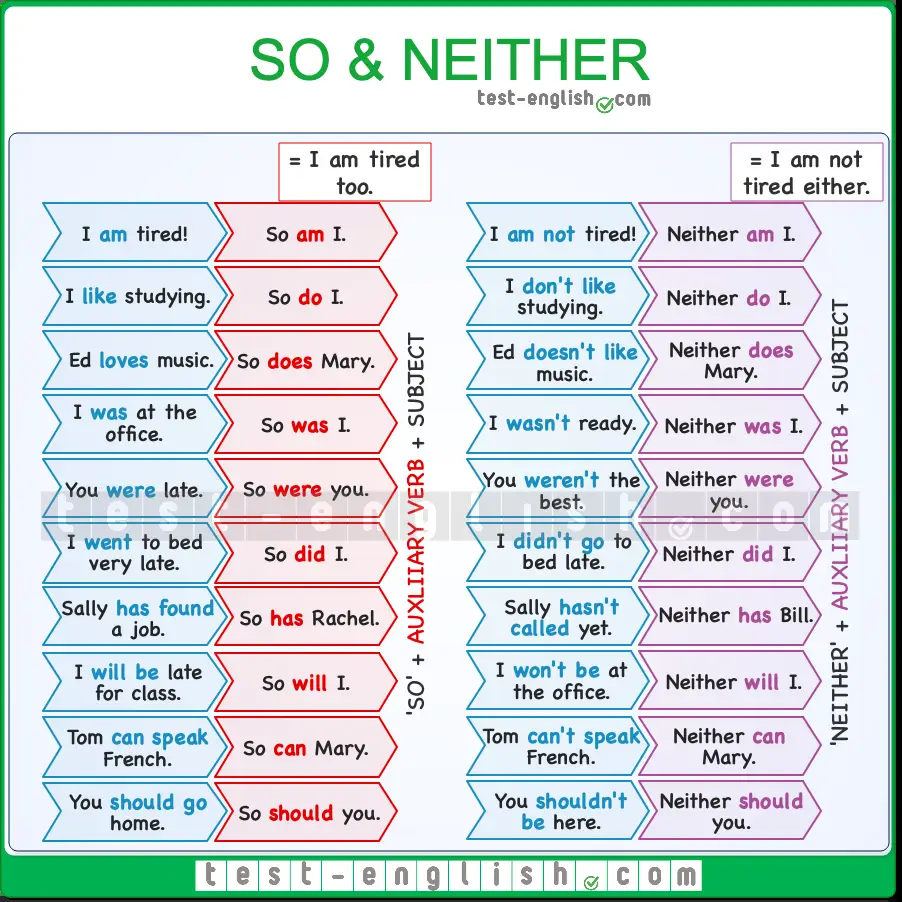 SO & NEITHER
test-english.com
= I am tired
too.
I am tired!
So am I.
I like studying.
So do I.
Ed loves music.
So does Mary.
I was at the
office.
So was I.
You were late.
So were you.
I went to bed
very late.
So did I.
Sally has found
a job.
So has Rachel.
I will be late
for class.
So will I.
Tom can speak
French.
So can Mary.
You should go
home.
So should you.
'SO' + AUXLIIARY VERB + SUBJECT
= I am not
tired either.
I am not tired!
Neither am I.
I don't like
studying.
Neither do I.
Ed doesn't like
music.
Neither does
Mary.
I wasn't ready.
Neither was I.
You weren't the
best.
Neither were
you.
I didn't go to
bed late.
Neither did I.
Sally hasn't
called yet.
Neither has Bill.
I won't be at
the office.
Neither will I.
Tom can't speak
French.
Neither can
Mary.
You shouldn't
be here.
Neither should
you.
'NEITHER' + AUXLIIARY VERB + SUBJECT
test-english.com
test-english.com